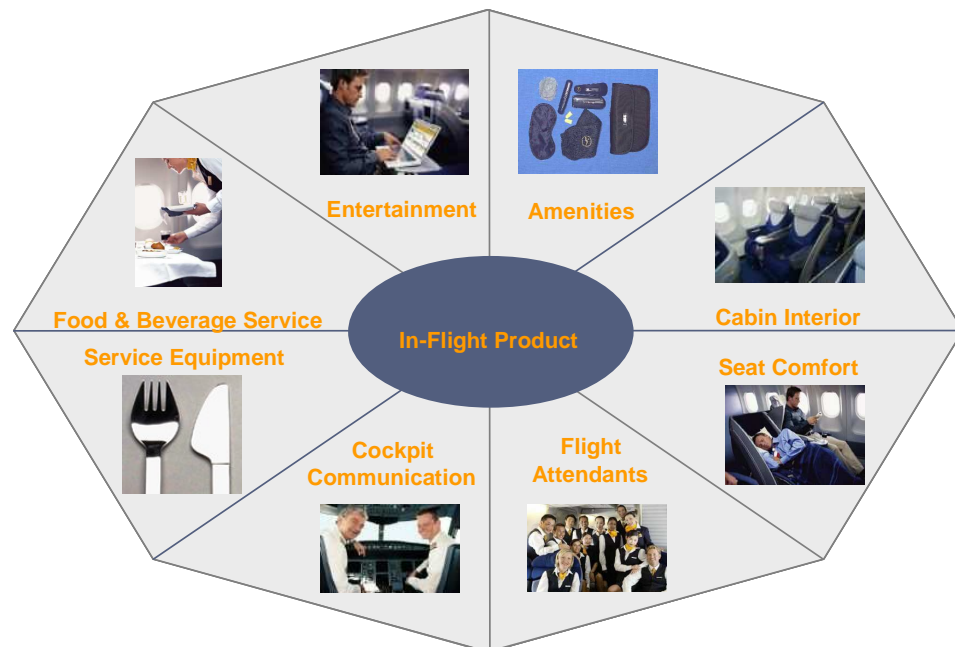 Entertainment
Amenities
Food & Beverage Service
Cabin Interior
In-Flight Product
Service Equipment
Seat Comfort
Cockpit
Communication
Flight
Attendants